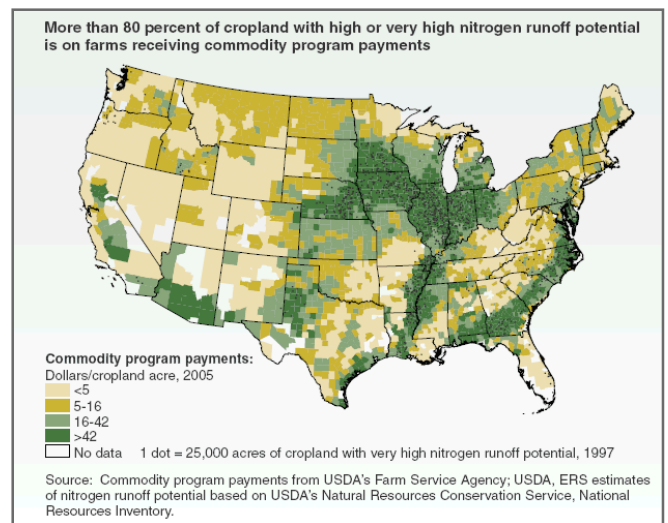 More than 80 percent of cropland with high or very high nitrogen runoff potential
is on farms receiving commodity program payments
Commodity program payments:
Dollars/cropland acre, 2005
<5
5-16
16-42
>42
No data 1 dot = 25,000 acres of cropland with very high nitrogen runoff potential, 1997
Source: Commodity program payments from USDA's Farm Service Agency; USDA, ERS estimates
of nitrogen runoff potential based on USDA's Natural Resources Conservation Service, National
Resources Inventory.